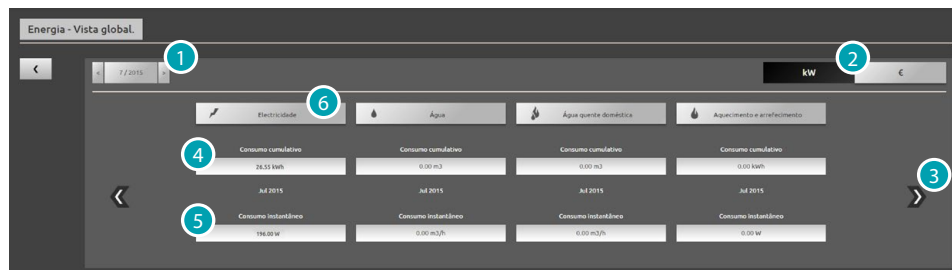 Energia - Vista global.
1
2
7 / 2015
kW
€
6
Electricidade
Água
Água quente doméstica
Aquecimento e arrefecimento
4
Consumo cumulativo
Consumo cumulativo
Consumo cumulativo
Consumo cumulativo
26.55 kWh
0.00 m3
0.00 m3
0.00 kWh
3
Jul 2015
Jul 2015
Jul 2015
Jul 2015
5
Consumo instantâneo
Consumo instantâneo
Consumo instantâneo
Consumo instantâneo
196.00 W
0.00 m3/h
0.00 m3/h
0.00 W